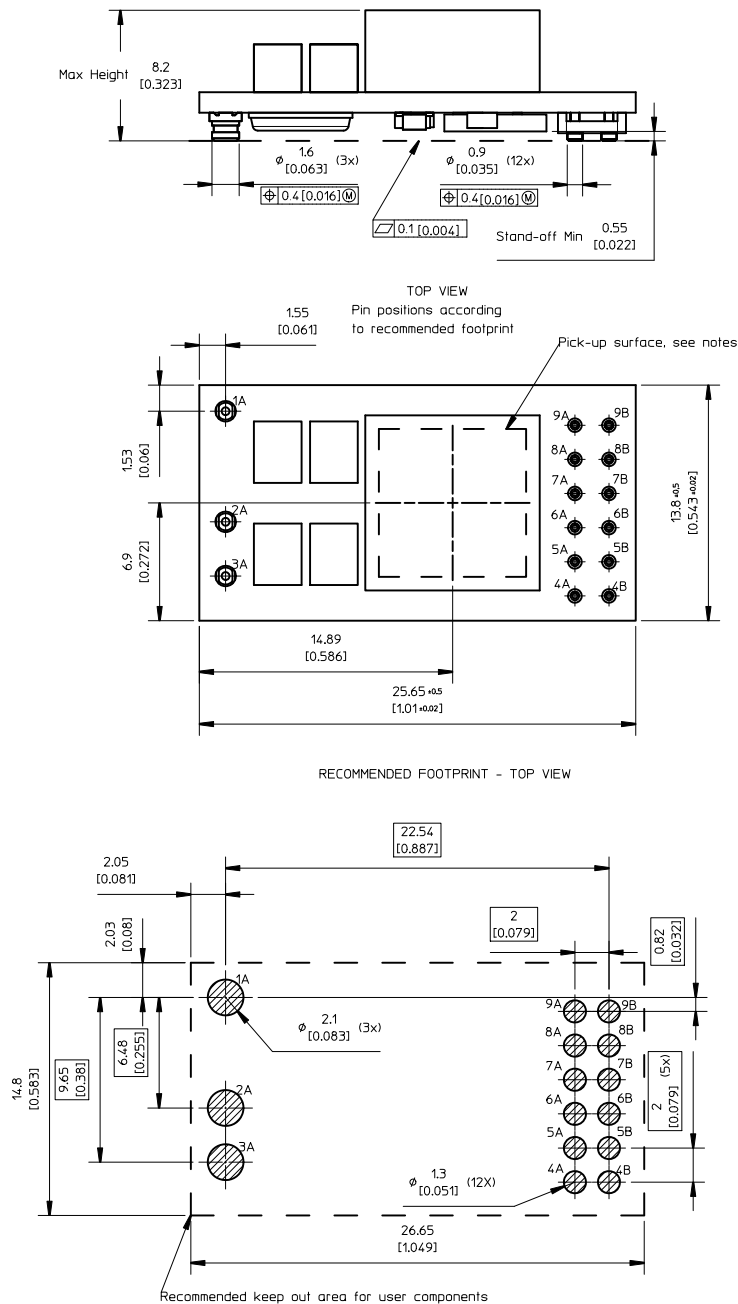 Max Height
8.2
[0.323]
⌀ 1.6 (3x)
[0.063]
⌖ 0.4[0.016]Ⓜ
⌀ 0.9 (12x)
[0.035]
⌖ 0.4[0.016]Ⓜ
⏥ 0.1 [0.004]
Stand-off Min
0.55
[0.022]
TOP VIEW
Pin positions according
to recommended footprint
1.55
[0.061]
Pick-up surface, see notes
1A
2A
3A
9A
9B
8A
8B
7A
7B
6A
6B
5A
5B
4A
4B
1.53
[0.06]
6.9
[0.272]
13.8 ±0.5
[0.543 ±0.02]
14.89
[0.586]
25.65 ±0.5
[1.01 ±0.02]
RECOMMENDED FOOTPRINT - TOP VIEW
22.54
[0.887]
2.05
[0.081]
2.03
[0.08]
2
[0.079]
0.82
[0.032]
1A
2A
3A
⌀ 2.1 (3x)
[0.083]
9A
9B
8A
8B
7A
7B
6A
6B
5A
5B
4A
4B
6.48
[0.255]
9.65
[0.38]
14.8
[0.583]
2 (5x)
[0.079]
⌀ 1.3 (12X)
[0.051]
26.65
[1.049]
Recommended keep out area for user components